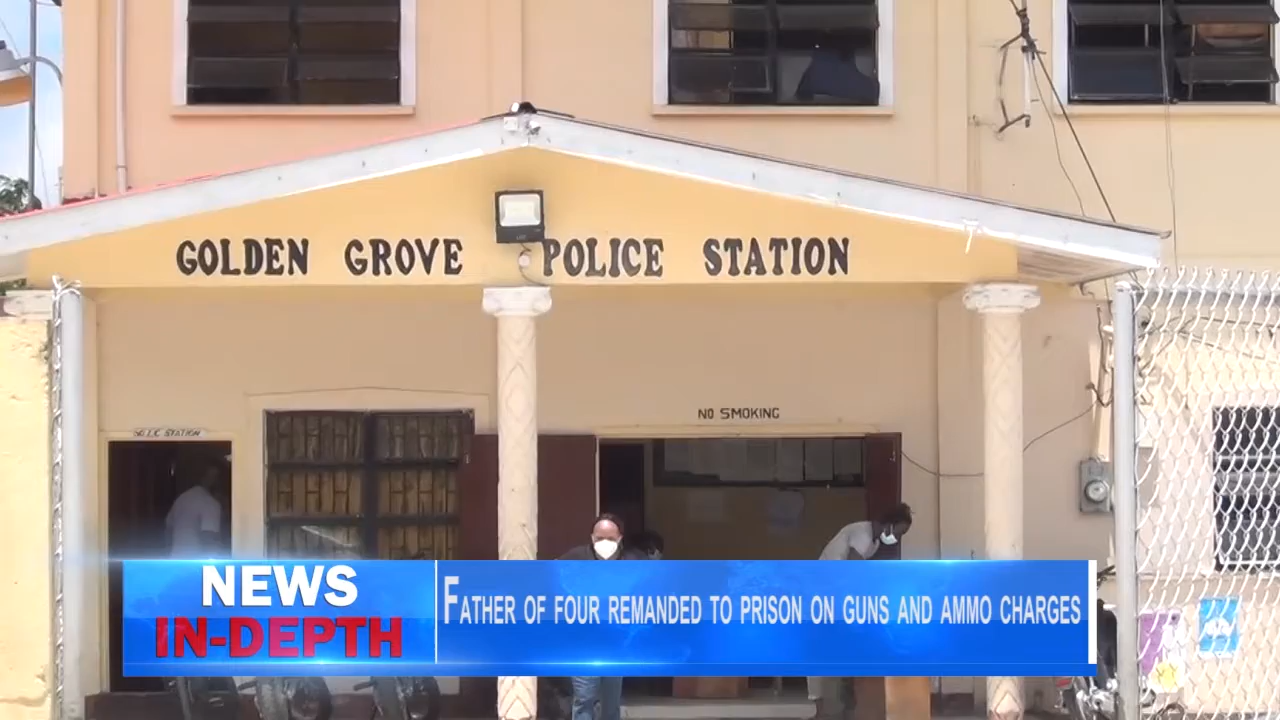 GOLDEN GROVE POLICE STATION
NO SMOKING
STATION
NEWS
IN-DEPTH
FATHER OF FOUR REMANDED TO PRISON ON GUNS AND AMMO CHARGES